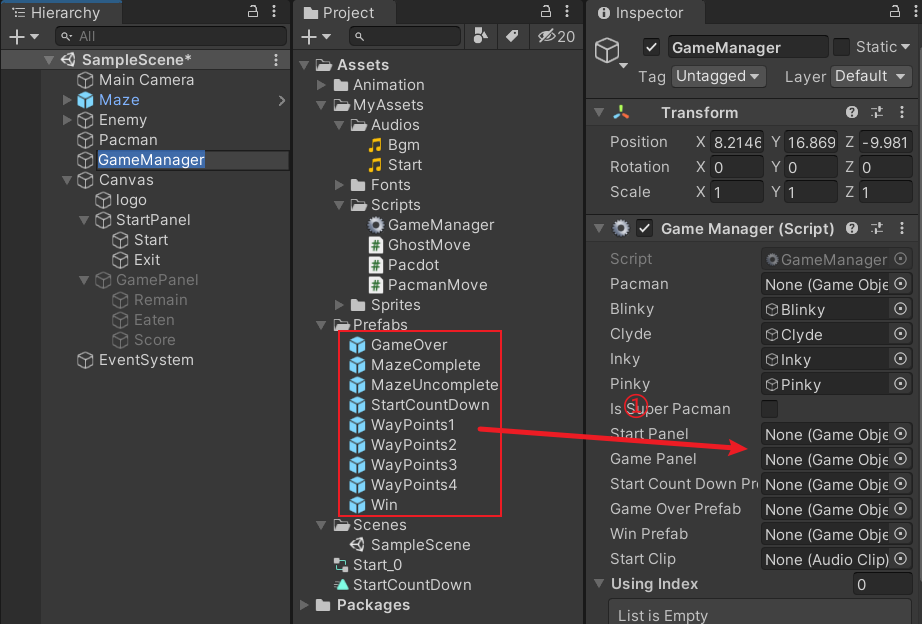 Hierarchy
All
SampleScene*
Main Camera
Maze
Enemy
Pacman
GameManager
Canvas
logo
StartPanel
Start
Exit
GamePanel
Remain
Eaten
Score
EventSystem
Project
20
Assets
Animation
MyAssets
Audios
Bgm
Start
Fonts
Scripts
GameManager
GhostMove
Pacdot
PacmanMove
Sprites
Prefabs
GameOver
MazeComplete
MazeUncomplete
StartCountDown
WayPoints1
WayPoints2
WayPoints3
WayPoints4
Win
Scenes
SampleScene
Start_0
StartCountDown
Packages
Inspector
GameManager Static
Tag Untagged Layer Default
Transform
Position X 8.2146 Y 16.869 Z -9.981
Rotation X 0 Y 0 Z 0
Scale X 1 Y 1 Z 1
Game Manager (Script)
Script GameManager
Pacman None (Game Obje
Blinky Blinky
Clyde Clyde
Inky Inky
Pinky Pinky
①
Is Super Pacman
Start Panel None (Game Obje
Game Panel None (Game Obje
Start Count Down Pre None (Game Obje
Game Over Prefab None (Game Obje
Win Prefab None (Game Obje
Start Clip None (Audio Clip)
Using Index 0
List is Empty